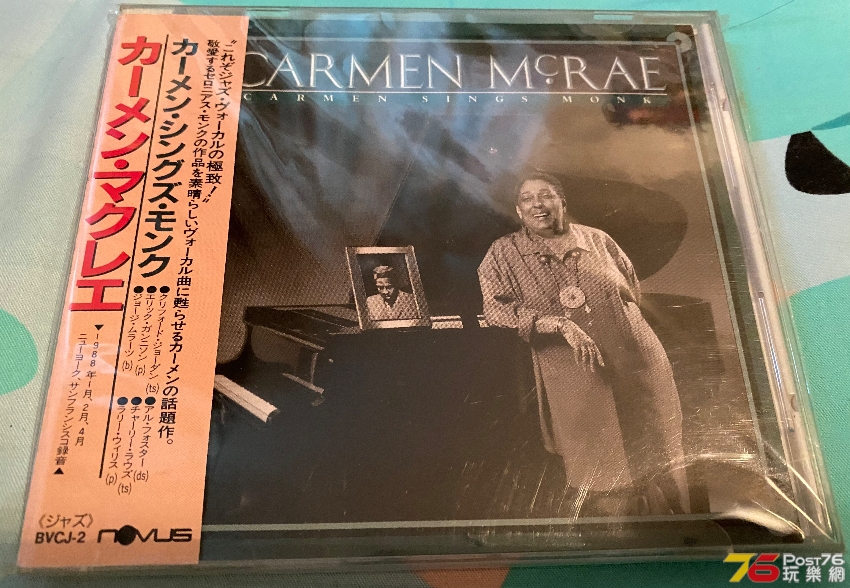 CARMEN McRAE
CARMEN SINGS MONK
“これぞジャズ・ヴォーカルの極致！”
敬愛するセロニアス・モンクの作品を素晴らしいヴォーカル曲に甦らせるカーメンの話題作。
カーメン・シングズ・モンク
カーメン・マクレエ
●クリフォード・ジョーダン(ts)
●エリック・ガニソン(p)
●ジョージ・ムラーツ(b)
●アル・フォスター(ds)
●チャーリー・ラウズ(ts)
●ラリー・ウィリス(p)
▼1988年1月、2月、4月
ニューヨーク、サンフランシスコ録音▲
《ジャズ》
BVCJ-2 NOVUS
76 Post76
玩樂網